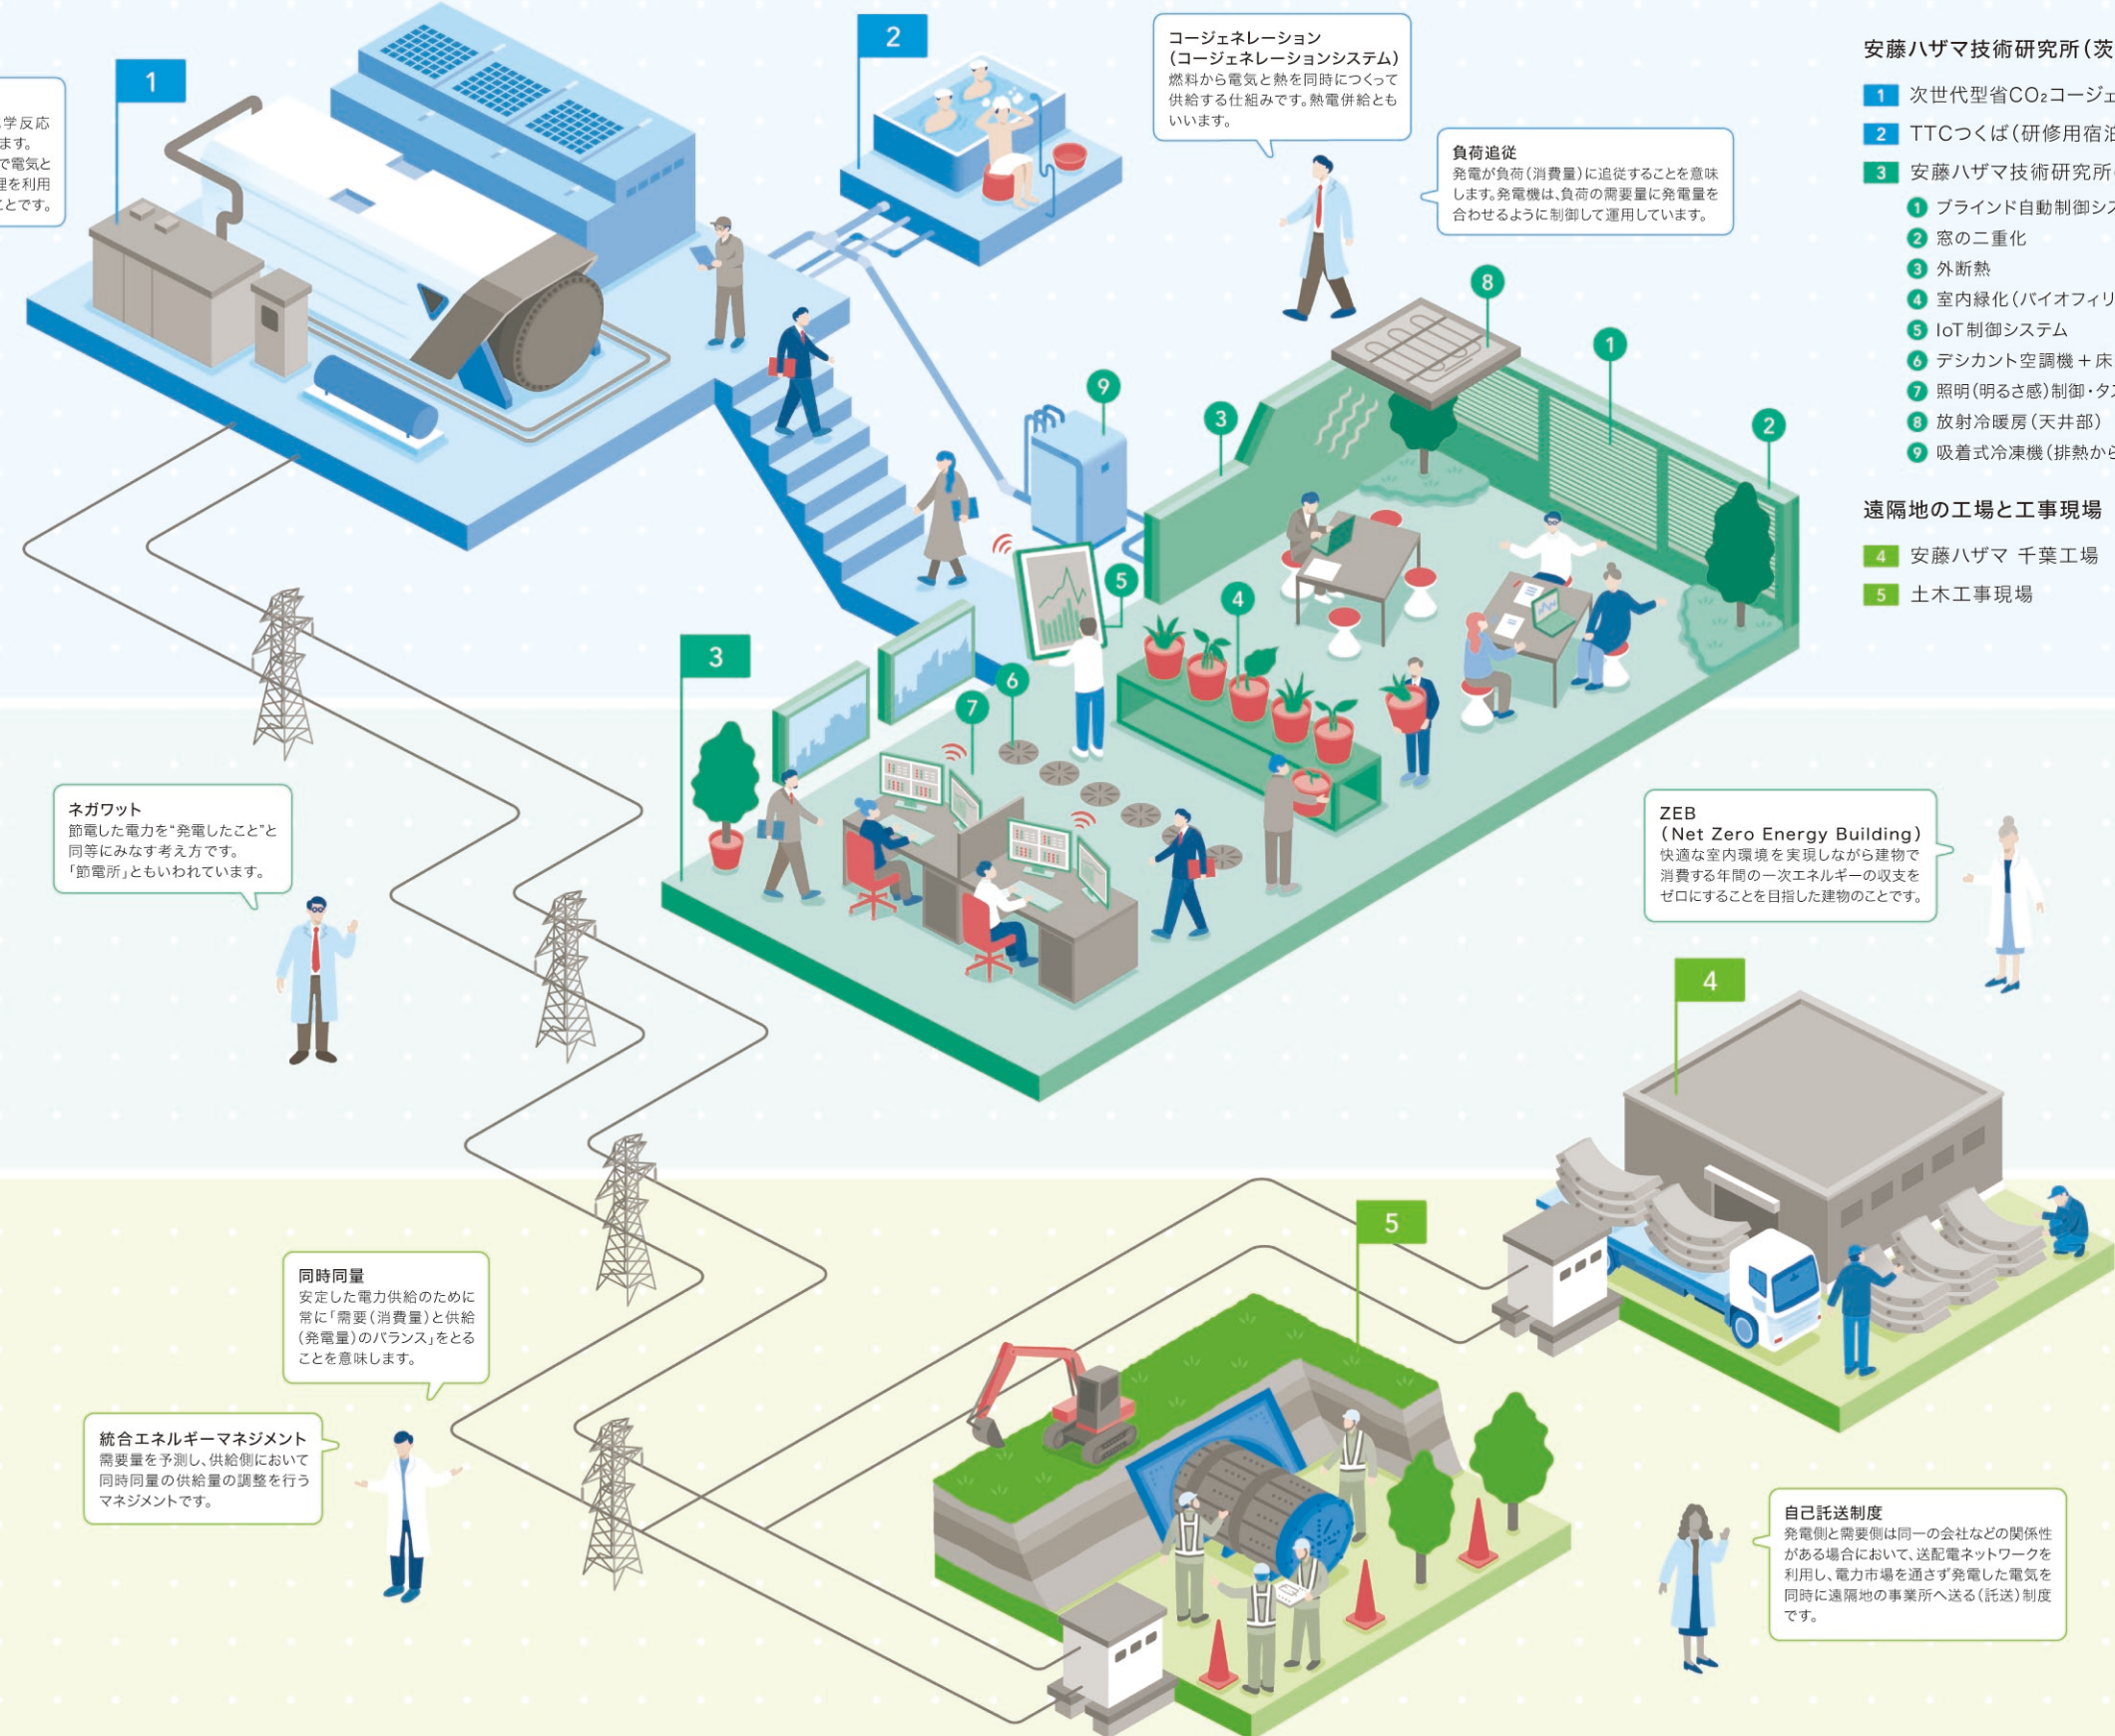 学反応
ます。
で電気と
理を利用
ことです。
1
2
コージェネレーション
(コージェネレーションシステム)
燃料から電気と熱を同時につくって
供給する仕組みです。熱電併給とも
いいます。
負荷追従
発電が負荷(消費量)に追従することを意味
します。発電機は、負荷の需要量に発電量を
合わせるように制御して運用しています。
安藤ハザマ技術研究所(茨
1 次世代型省CO₂コージェ
2 TTCつくば(研修用宿泊
3 安藤ハザマ技術研究所
1 ブラインド自動制御シス
2 窓の二重化
3 外断熱
4 室内緑化(バイオフィリ
5 IoT制御システム
6 デシカント空調機+床
7 照明(明るさ感)制御・タス
8 放射冷暖房(天井部)
9 吸着式冷凍機(排熱から
遠隔地の工場と工事現場
4 安藤ハザマ 千葉工場
5 土木工事現場
8
1
9
3
2
5
4
3
6
7
ネガワット
節電した電力を“発電したこと”と
同等にみなす考え方です。
「節電所」ともいわれています。
ZEB
(Net Zero Energy Building)
快適な室内環境を実現しながら建物で
消費する年間の一次エネルギーの収支を
ゼロにすることを目指した建物のことです。
4
5
同時同量
安定した電力供給のために
常に「需要(消費量)と供給
(発電量)のバランス」をとる
ことを意味します。
統合エネルギーマネジメント
需要量を予測し、供給側において
同時同量の供給量の調整を行う
マネジメントです。
自己託送制度
発電側と需要側は同一の会社などの関係性
がある場合において、送配電ネットワークを
利用し、電力市場を通さず発電した電気を
同時に遠隔地の事業所へ送る(託送)制度
です。